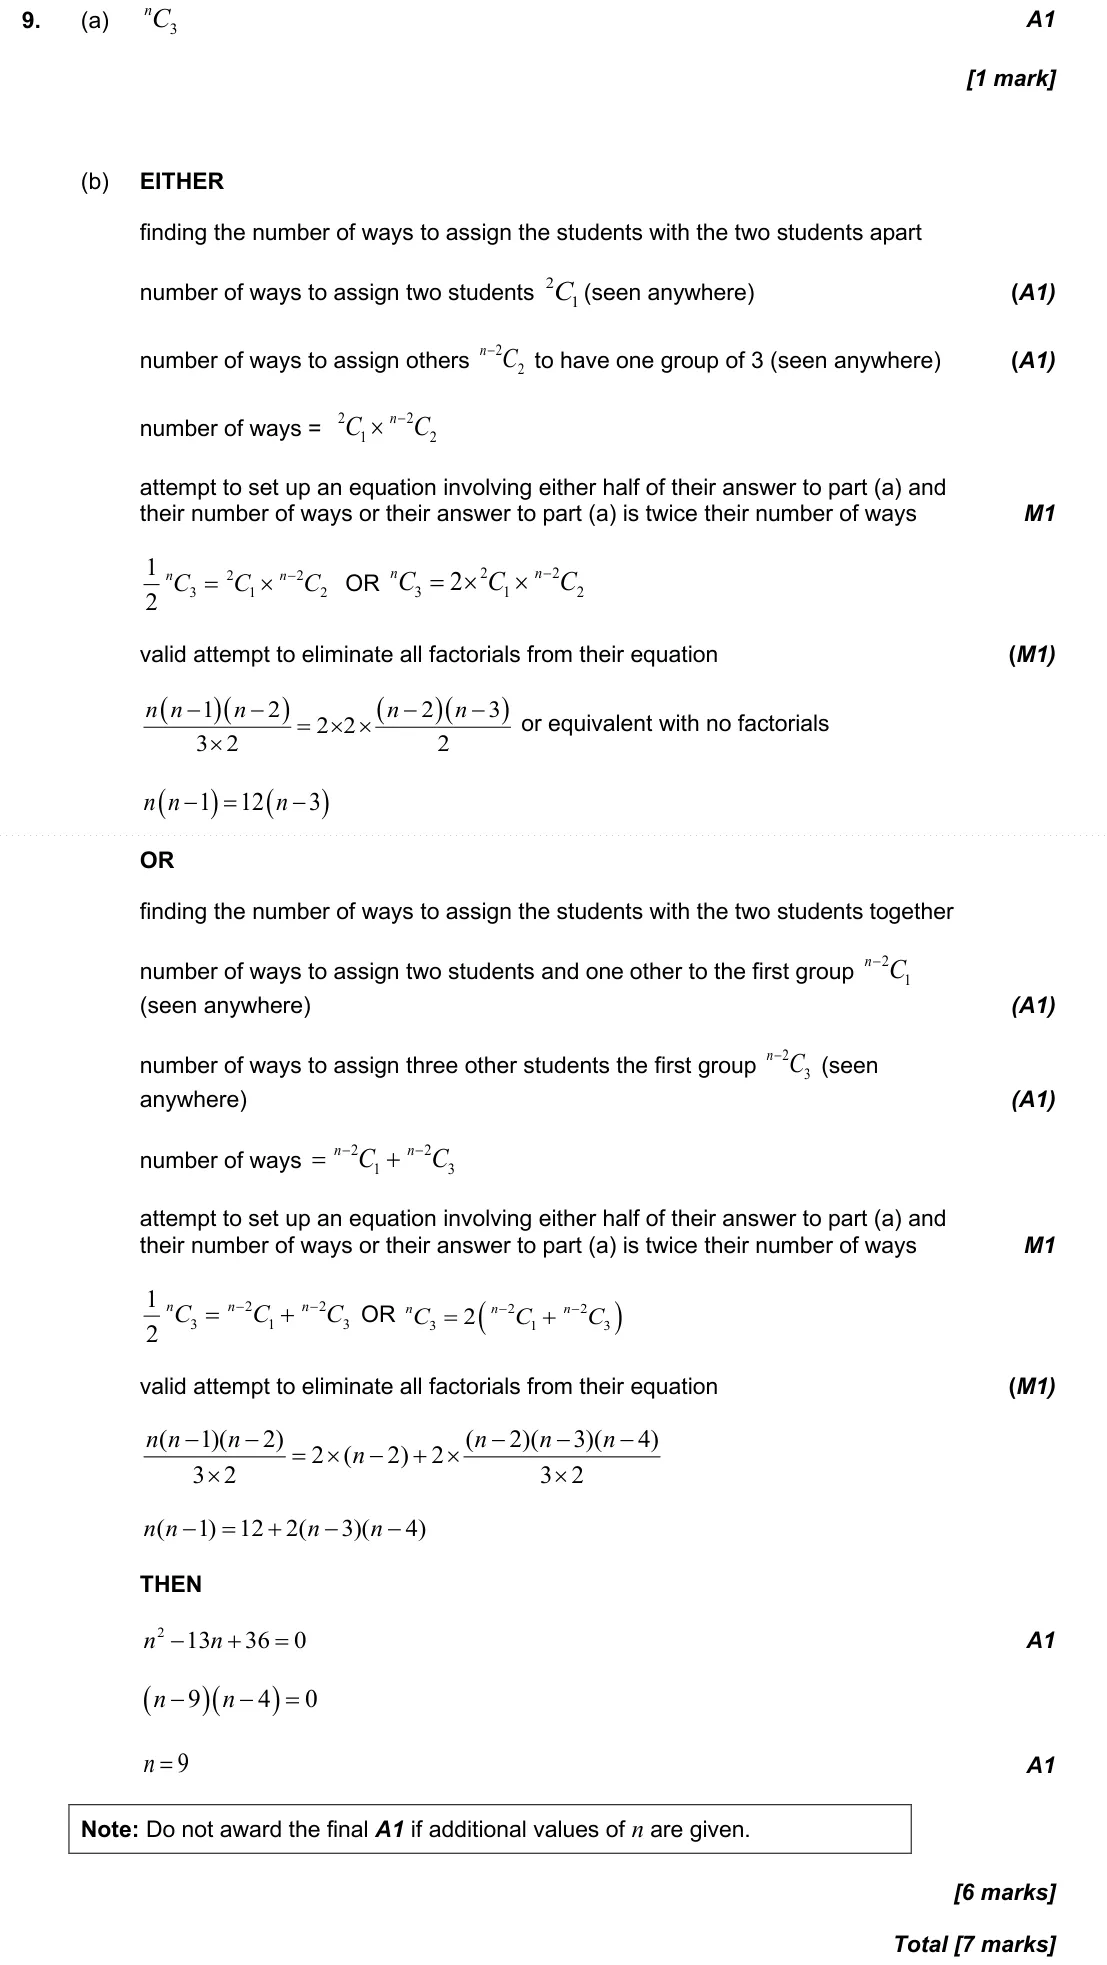 9. (a) ⁿC₃ A1
[1 mark]
(b) EITHER
finding the number of ways to assign the students with the two students apart
number of ways to assign two students ²C₁ (seen anywhere) (A1)
number of ways to assign others ⁿ⁻²C₂ to have one group of 3 (seen anywhere) (A1)
number of ways = ²C₁ × ⁿ⁻²C₂
attempt to set up an equation involving either half of their answer to part (a) and
their number of ways or their answer to part (a) is twice their number of ways M1
1/2 ⁿC₃ = ²C₁ × ⁿ⁻²C₂ OR ⁿC₃ = 2×²C₁ × ⁿ⁻²C₂
valid attempt to eliminate all factorials from their equation (M1)
n(n−1)(n−2)/(3×2) = 2×2×(n−2)(n−3)/2 or equivalent with no factorials
n(n−1)=12(n−3)
OR
finding the number of ways to assign the students with the two students together
number of ways to assign two students and one other to the first group ⁿ⁻²C₁
(seen anywhere) (A1)
number of ways to assign three other students the first group ⁿ⁻²C₃ (seen
anywhere) (A1)
number of ways = ⁿ⁻²C₁ + ⁿ⁻²C₃
attempt to set up an equation involving either half of their answer to part (a) and
their number of ways or their answer to part (a) is twice their number of ways M1
1/2 ⁿC₃ = ⁿ⁻²C₁ + ⁿ⁻²C₃ OR ⁿC₃ = 2(ⁿ⁻²C₁ + ⁿ⁻²C₃)
valid attempt to eliminate all factorials from their equation (M1)
n(n−1)(n−2)/(3×2) = 2×(n−2)+2×(n−2)(n−3)(n−4)/(3×2)
n(n−1)=12+2(n−3)(n−4)
THEN
n²−13n+36=0 A1
(n−9)(n−4)=0
n=9 A1
Note: Do not award the final A1 if additional values of n are given.
[6 marks]
Total [7 marks]